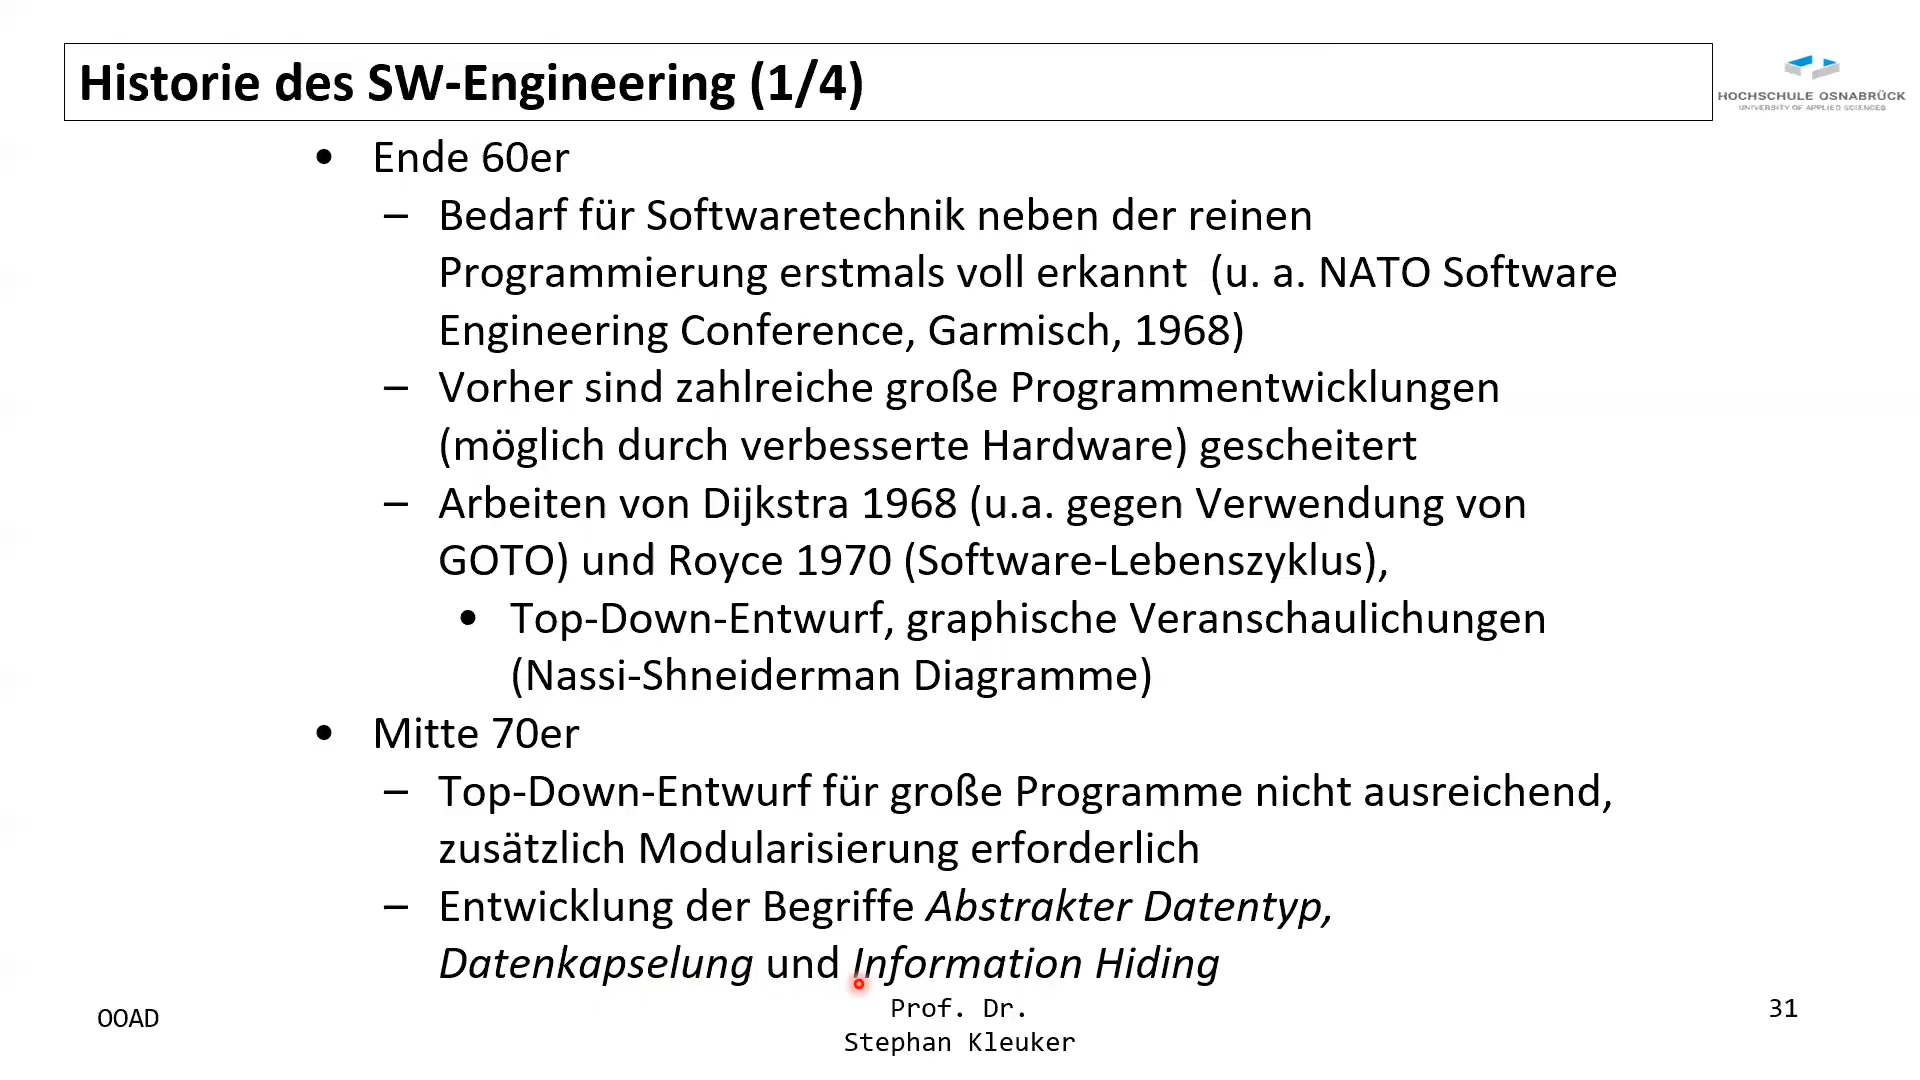 Historie des SW-Engineering (1/4)
HOCHSCHULE OSNABRÜCK
UNIVERSITY OF APPLIED SCIENCES
• Ende 60er
– Bedarf für Softwaretechnik neben der reinen
Programmierung erstmals voll erkannt (u. a. NATO Software
Engineering Conference, Garmisch, 1968)
– Vorher sind zahlreiche große Programmentwicklungen
(möglich durch verbesserte Hardware) gescheitert
– Arbeiten von Dijkstra 1968 (u.a. gegen Verwendung von
GOTO) und Royce 1970 (Software-Lebenszyklus),
• Top-Down-Entwurf, graphische Veranschaulichungen
(Nassi-Shneiderman Diagramme)
• Mitte 70er
– Top-Down-Entwurf für große Programme nicht ausreichend,
zusätzlich Modularisierung erforderlich
– Entwicklung der Begriffe Abstrakter Datentyp,
Datenkapselung und Information Hiding
OOAD
Prof. Dr.
Stephan Kleuker
31